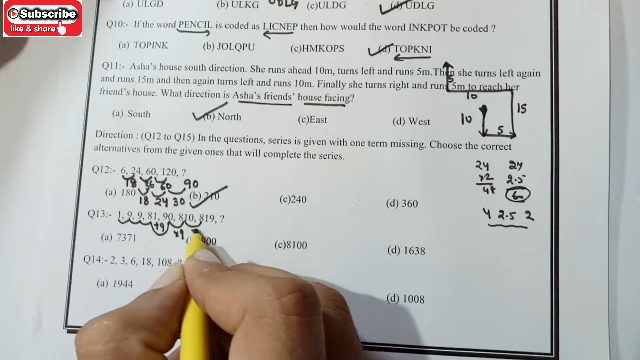 Subscribe
like & share
(a) ULGD (b) ULKG UDLG (c)ULDG (d) UDLG
Q10:- If the word PENCIL is coded as LICNEP then how would the word INKPOT be coded ?
(a) TOPINK (b) JOLQPU (c)HMKOPS (d) TOPKNI
Q11:- Asha's house south direction. She runs ahead 10m, turns left and runs 5m.Then she turns left again
and runs 15m and then again turns left and runs 10m. Finally she turns right and runs 5m to reach her
friend's house. What direction is Asha's friends' house facing?
(a) South (b) North (c)East (d) West
5
10
10
15
5
Direction : (Q12 to Q15) In the questions, series is given with one term missing. Choose the correct
alternatives from the given ones that will complete the series.
Q12:- 6, 24, 60, 120, ?
18 36 60 90
(a) 180 (b) 210 (c)240 (d) 360
18 24 30
24 24
x2 2.5
48 60
4 2.5 2
Q13:- 1, 9, 9, 81, 90, 810, 819, ?
+9 x9
(a) 7371 900 (c)8100 (d) 1638
Q14:- 2, 3, 6, 18, 108
(a) 1944 (d) 1008